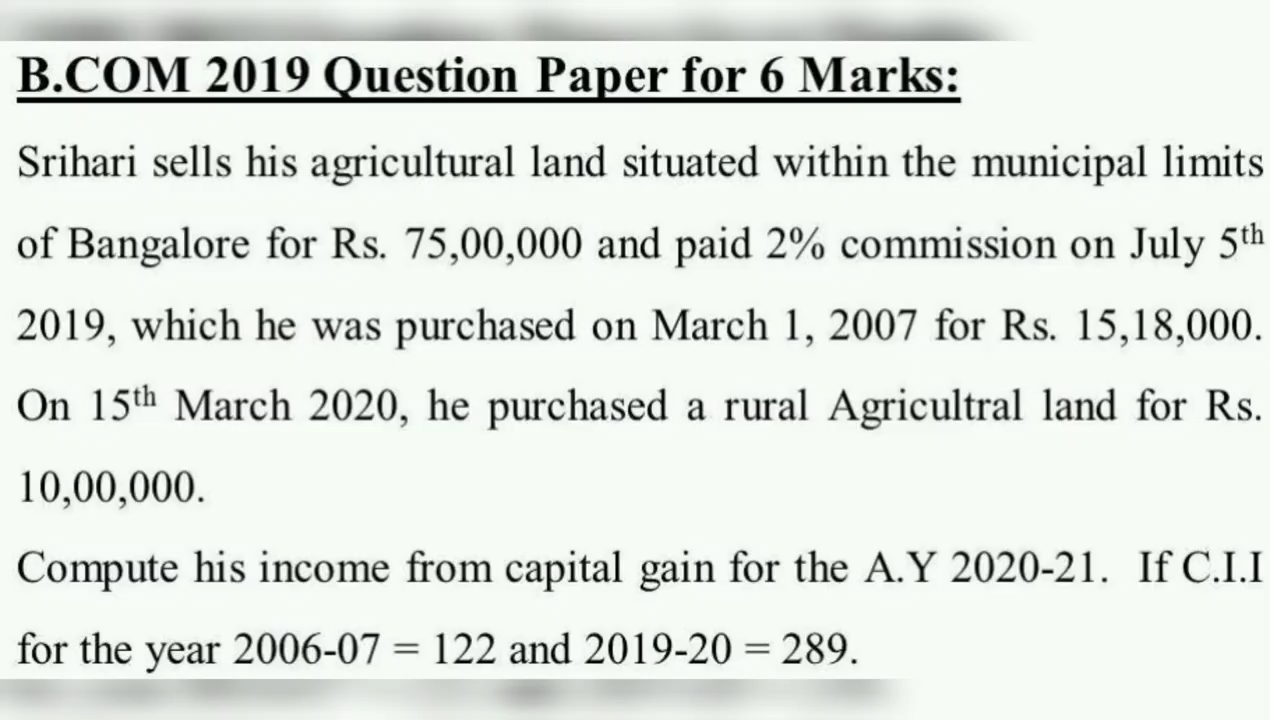 B.COM 2019 Question Paper for 6 Marks:
Srihari sells his agricultural land situated within the municipal limits
of Bangalore for Rs. 75,00,000 and paid 2% commission on July 5th
2019, which he was purchased on March 1, 2007 for Rs. 15,18,000.
On 15th March 2020, he purchased a rural Agricultral land for Rs.
10,00,000.
Compute his income from capital gain for the A.Y 2020-21. If C.I.I
for the year 2006-07 = 122 and 2019-20 = 289.